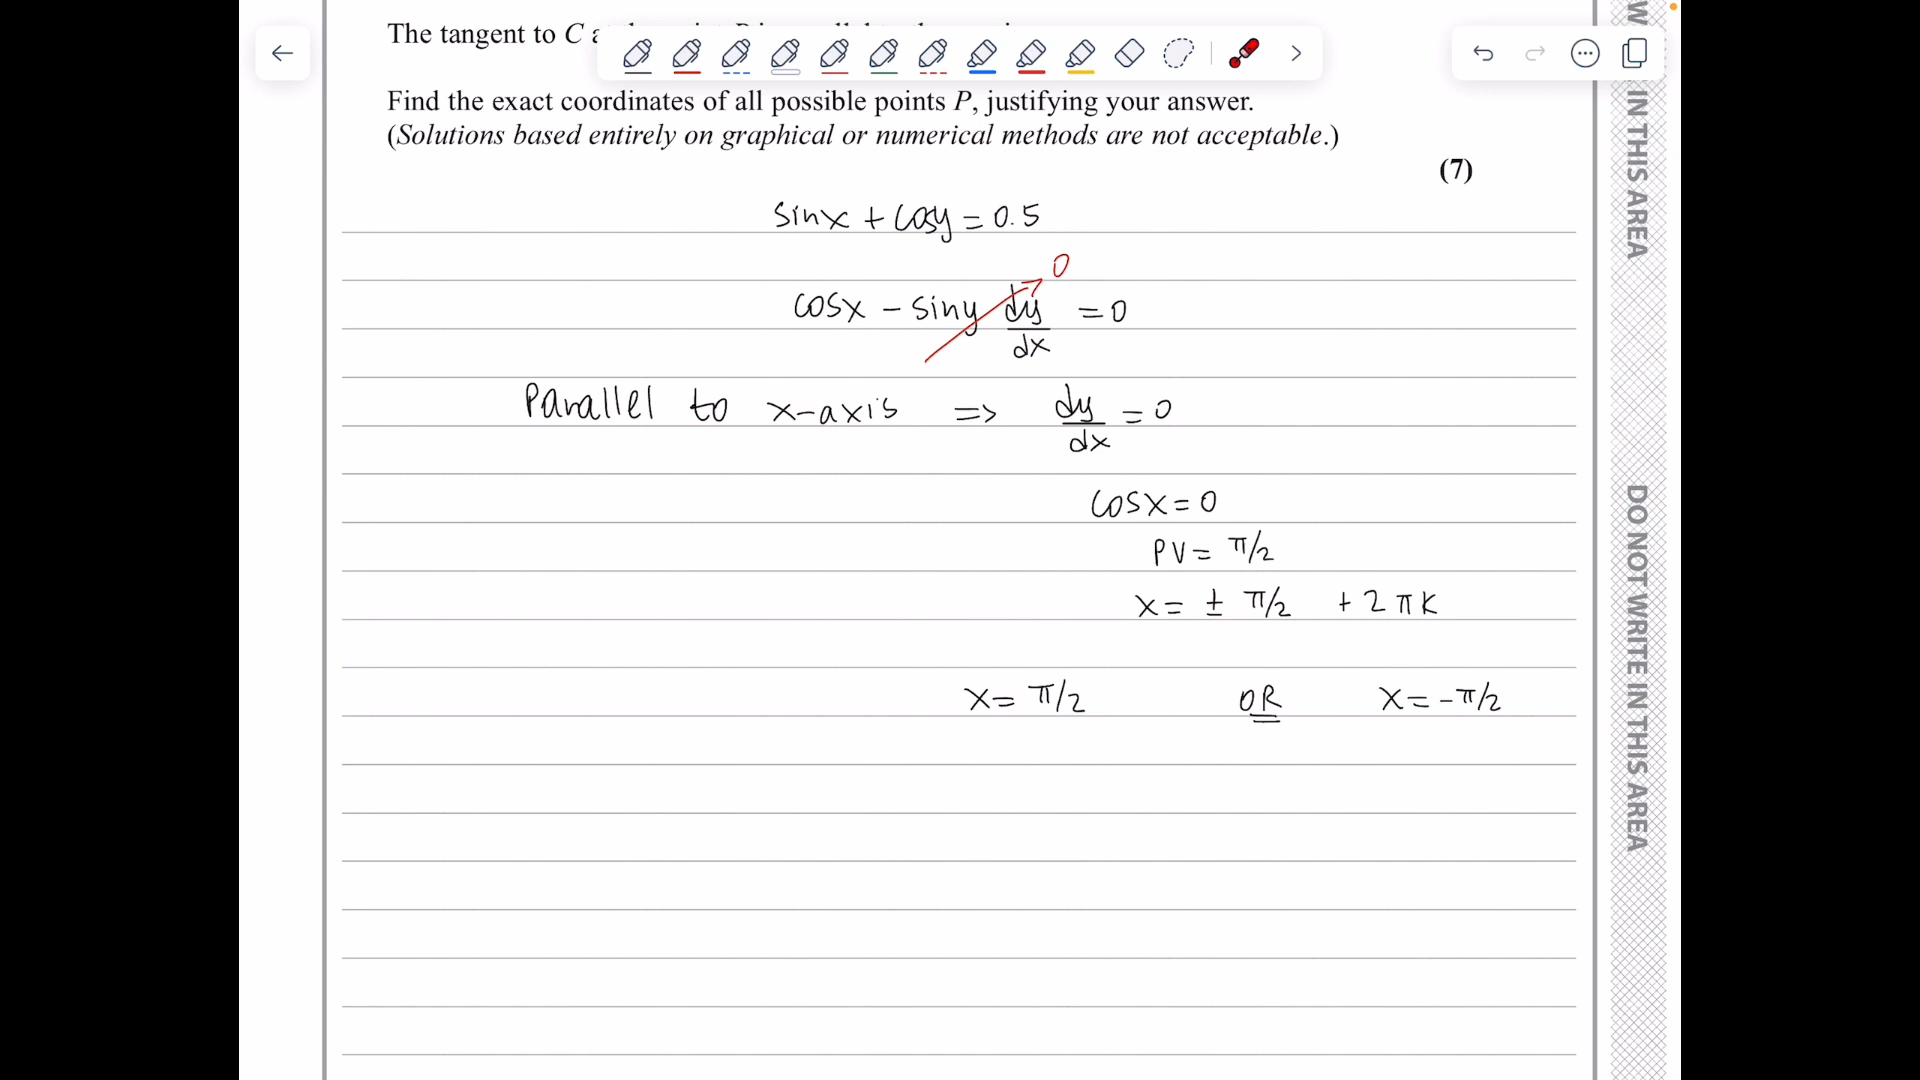 The tangent to C
Find the exact coordinates of all possible points P, justifying your answer.
(Solutions based entirely on graphical or numerical methods are not acceptable.)
(7)
sinx + cosy = 0.5
0
cosx - siny dy/dx = 0
Parallel to x-axis => dy/dx = 0
cosx = 0
PV = π/2
x = ± π/2 + 2πk
x = π/2 OR x = -π/2
IN THIS AREA
DO NOT WRITE IN THIS AREA